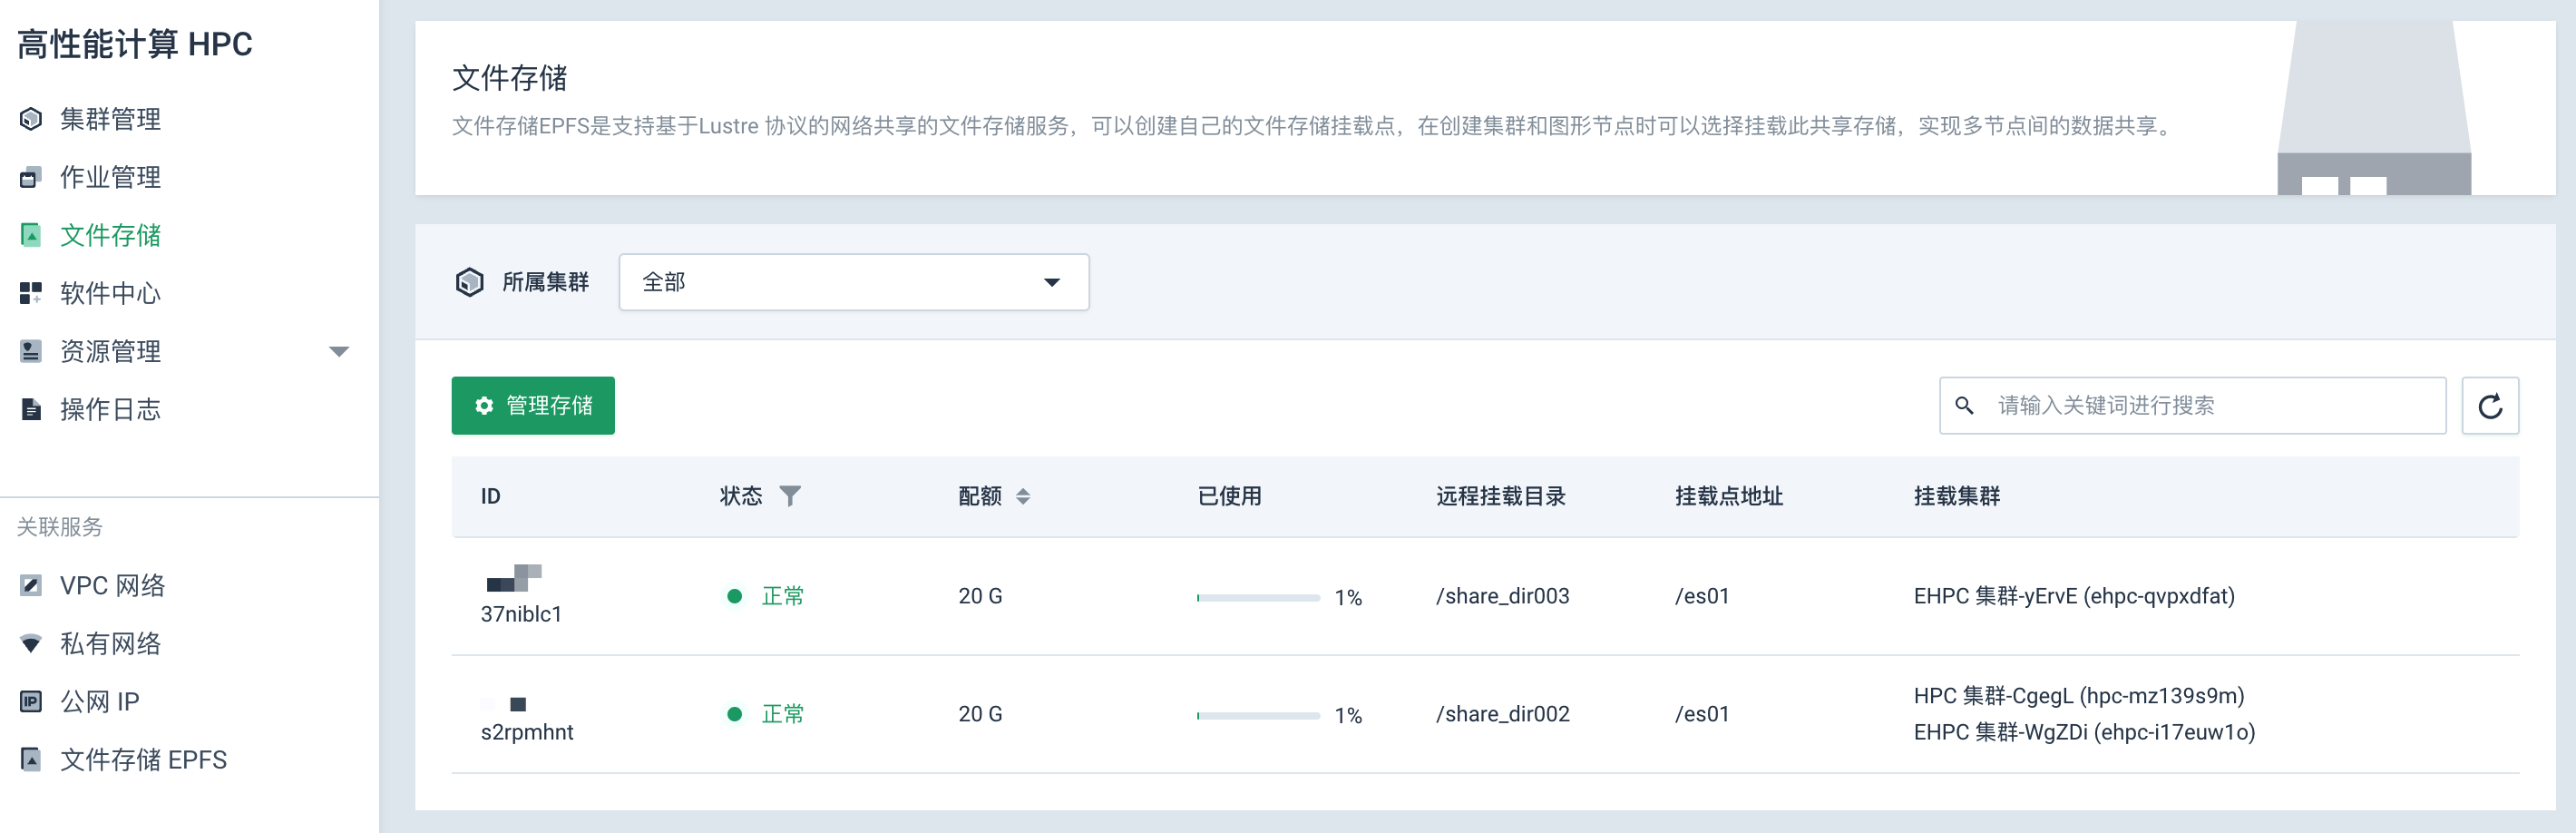 高性能计算 HPC
集群管理
作业管理
文件存储
软件中心
资源管理
操作日志
关联服务
VPC 网络
私有网络
IP 公网 IP
文件存储 EPFS
文件存储
文件存储EPFS是支持基于Lustre 协议的网络共享的文件存储服务，可以创建自己的文件存储挂载点，在创建集群和图形节点时可以选择挂载此共享存储，实现多节点间的数据共享。
所属集群 全部
管理存储 请输入关键词进行搜索
ID 状态 配额 已使用 远程挂载目录 挂载点地址 挂载集群
37niblc1 正常 20 G 1% /share_dir003 /es01 EHPC 集群-yErvE (ehpc-qvpxdfat)
s2rpmhnt 正常 20 G 1% /share_dir002 /es01 HPC 集群-CgegL (hpc-mz139s9m)
EHPC 集群-WgZDi (ehpc-i17euw1o)